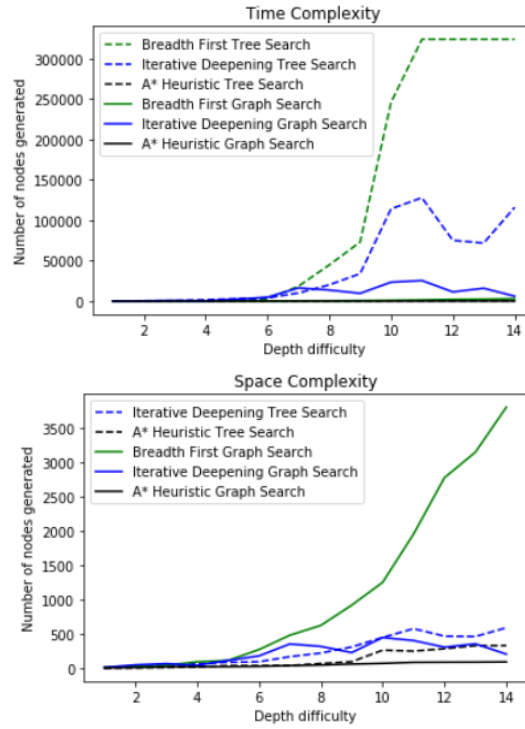 Time Complexity
Number of nodes generated
300000
250000
200000
150000
100000
50000
0
Breadth First Tree Search
Iterative Deepening Tree Search
A* Heuristic Tree Search
Breadth First Graph Search
Iterative Deepening Graph Search
A* Heuristic Graph Search
2 4 6 8 10 12 14
Depth difficulty
Space Complexity
Number of nodes generated
3500
3000
2500
2000
1500
1000
500
0
Iterative Deepening Tree Search
A* Heuristic Tree Search
Breadth First Graph Search
Iterative Deepening Graph Search
A* Heuristic Graph Search
2 4 6 8 10 12 14
Depth difficulty